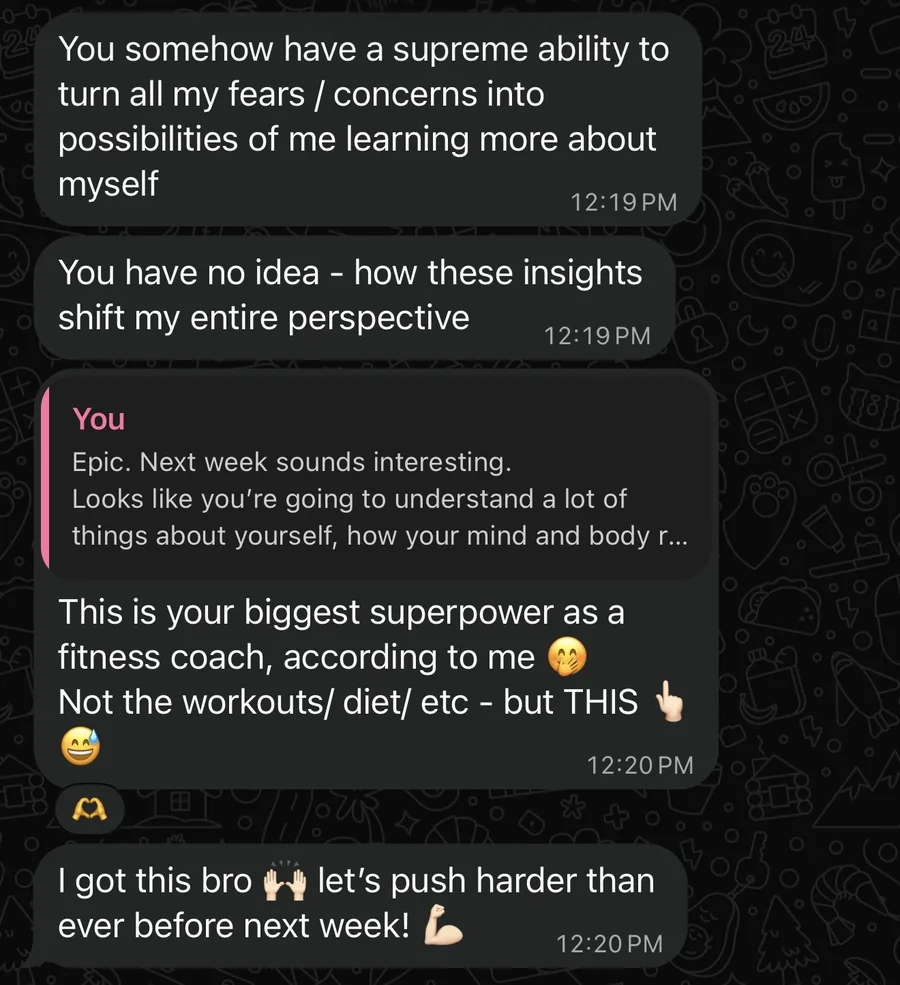 You somehow have a supreme ability to
turn all my fears / concerns into
possibilities of me learning more about
myself
12:19 PM
You have no idea - how these insights
shift my entire perspective
12:19 PM
You
Epic. Next week sounds interesting.
Looks like you’re going to understand a lot of
things about yourself, how your mind and body r...
This is your biggest superpower as a
fitness coach, according to me 🤭
Not the workouts/ diet/ etc - but THIS 👆🏻
😅
12:20 PM
🫶
I got this bro 🙌🏻 let’s push harder than
ever before next week! 💪🏻
12:20 PM